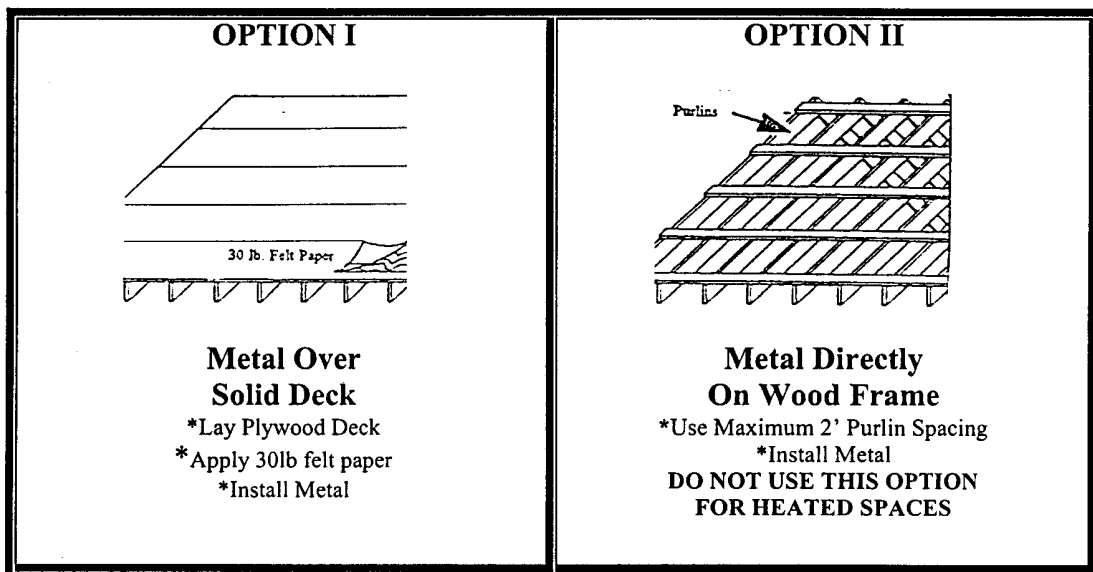 OPTION I
30 lb. Felt Paper
Metal Over
Solid Deck
*Lay Plywood Deck
*Apply 30lb felt paper
*Install Metal
OPTION II
Purlins
Metal Directly
On Wood Frame
*Use Maximum 2' Purlin Spacing
*Install Metal
DO NOT USE THIS OPTION
FOR HEATED SPACES